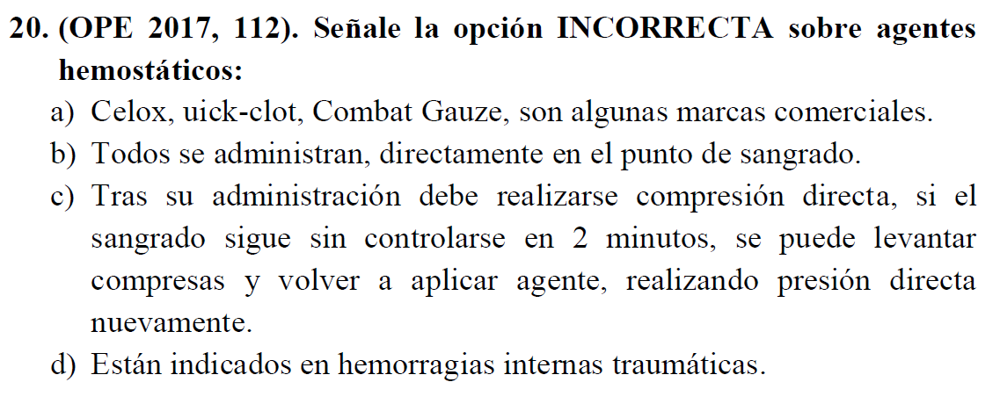 20. (OPE 2017, 112). Señale la opción INCORRECTA sobre agentes
hemostáticos:
a) Celox, uick-clot, Combat Gauze, son algunas marcas comerciales.
b) Todos se administran, directamente en el punto de sangrado.
c) Tras su administración debe realizarse compresión directa, si el
sangrado sigue sin controlarse en 2 minutos, se puede levantar
compresas y volver a aplicar agente, realizando presión directa
nuevamente.
d) Están indicados en hemorragias internas traumáticas.